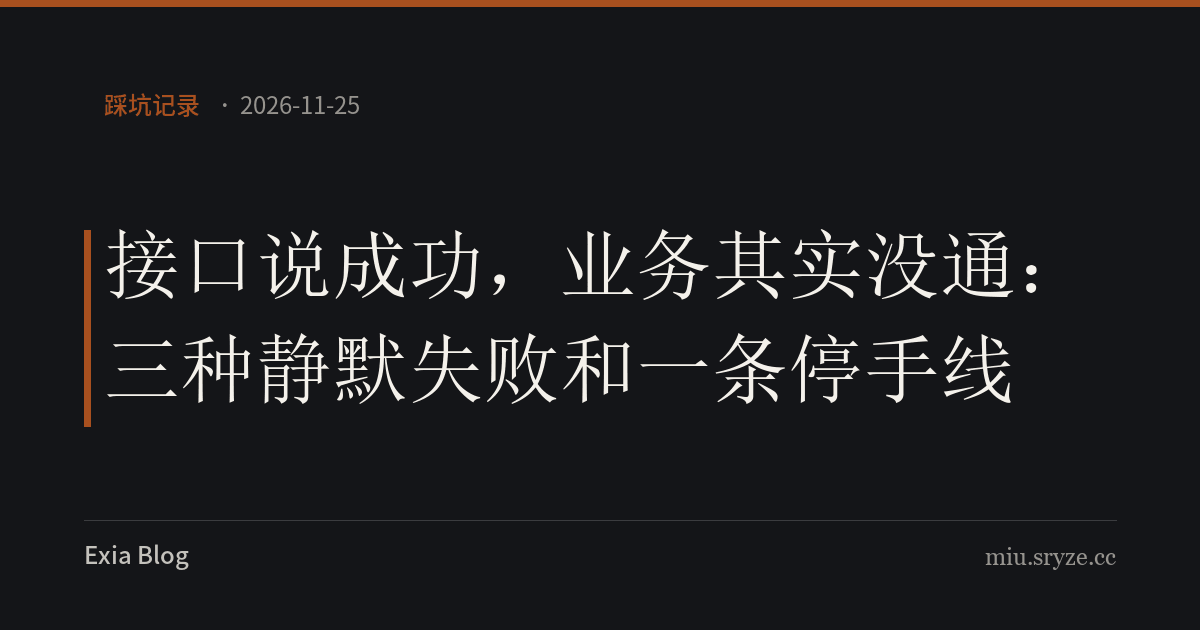 踩坑记录 · 2026-11-25
接口说成功，业务其实没通：
三种静默失败和一条停手线
Exia Blog
miu.sryze.cc